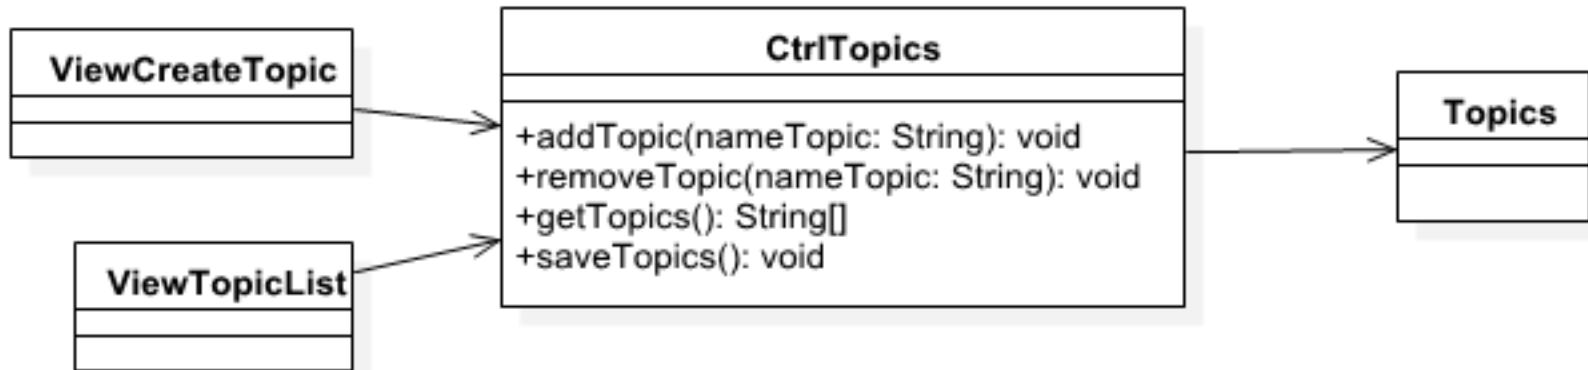 ViewCreateTopic
ViewTopicList
CtrlTopics
+addTopic(nameTopic: String): void
+removeTopic(nameTopic: String): void
+getTopics(): String[]
+saveTopics(): void
Topics